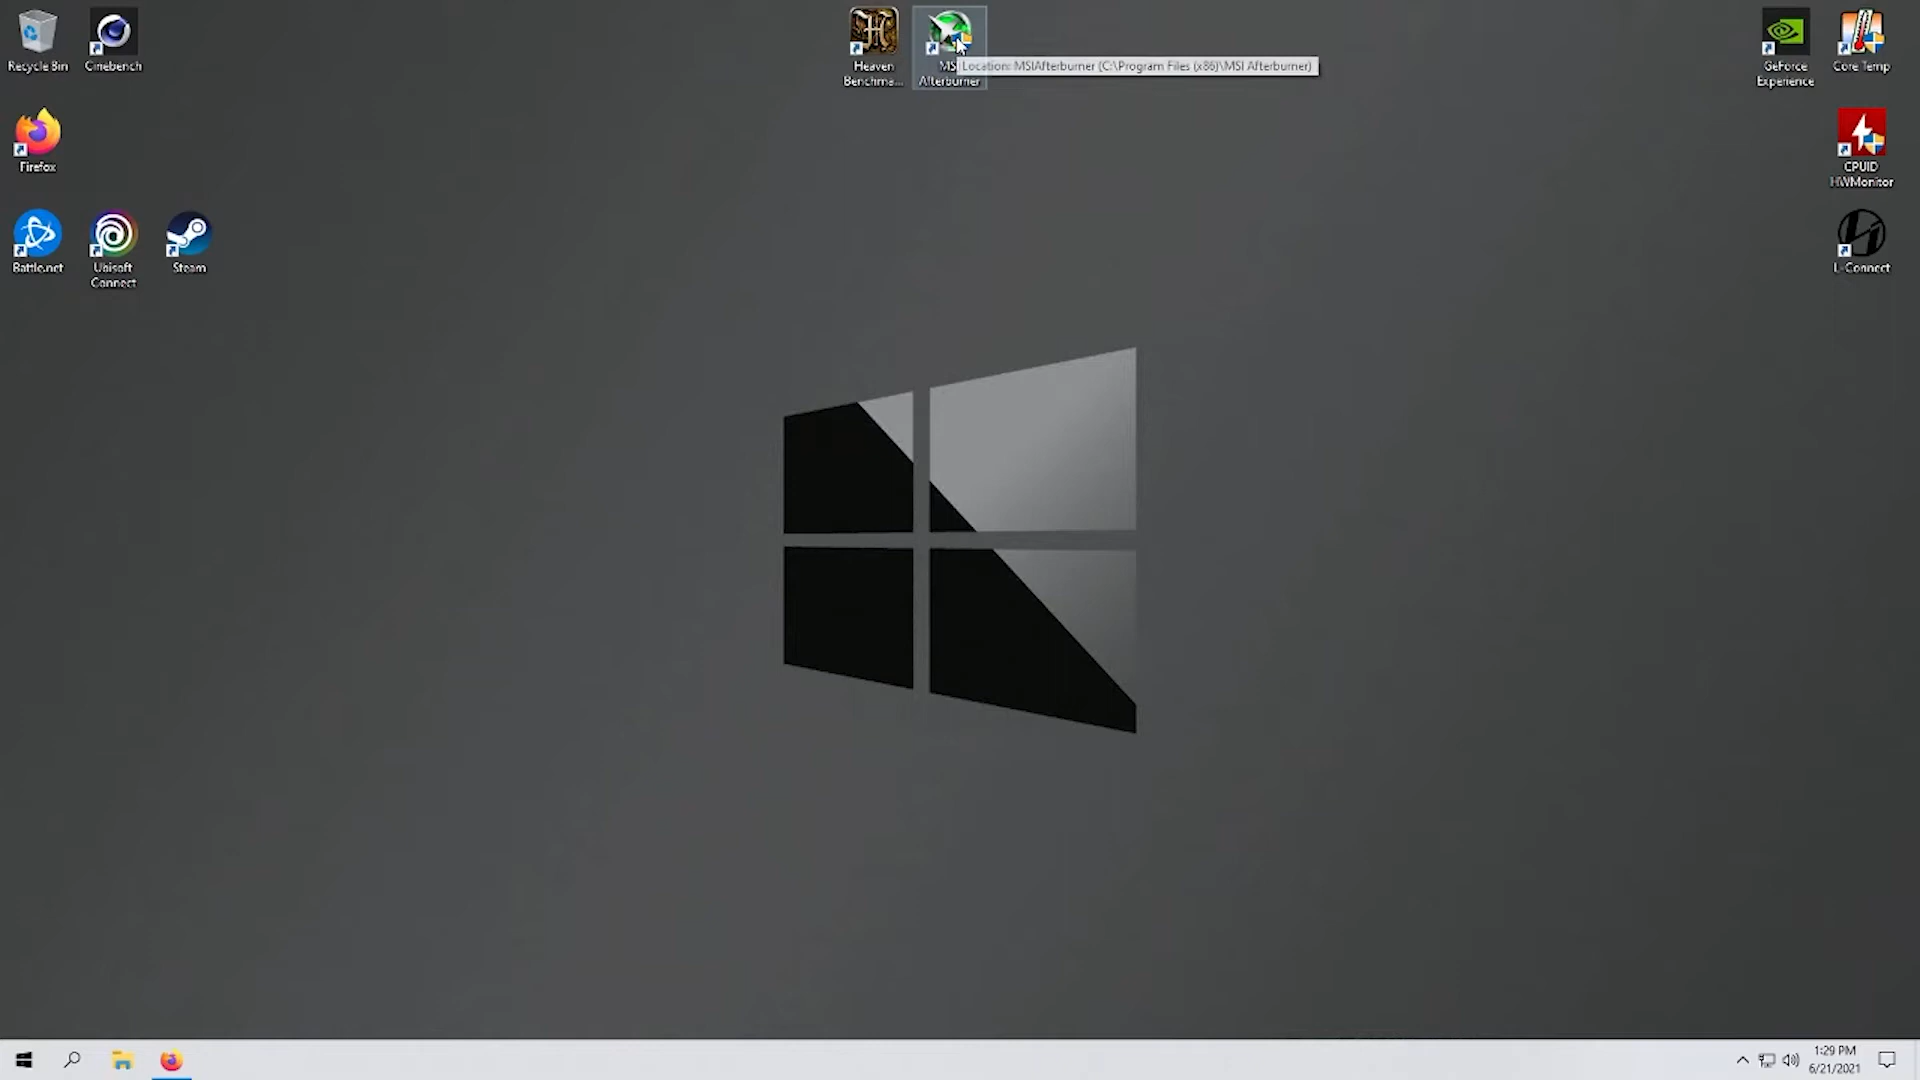 Recycle Bin
Cinebench
Heaven
Benchma...
MSI
Afterburner
Location: MSIAfterburner (C:\Program Files (x86)\MSI Afterburner)
GeForce
Experience
Core Temp
Firefox
CPUID
HWMonitor
Battle.net
Ubisoft
Connect
Steam
L-Connect
1:29 PM
6/21/2021